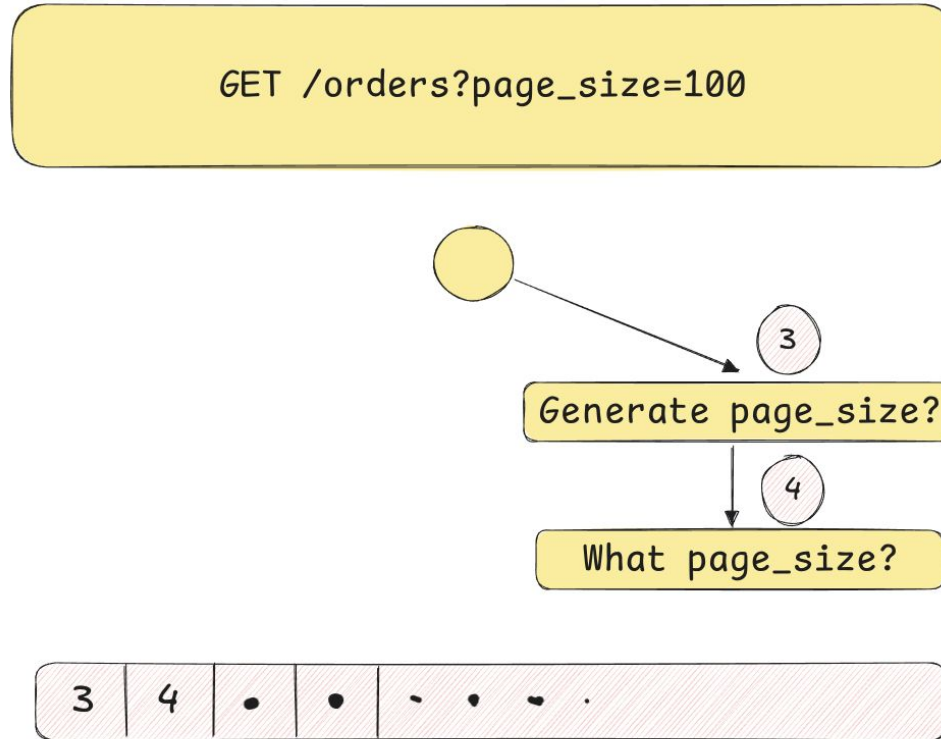 GET /orders?page_size=100
3
Generate page_size?
4
What page_size?
3 4